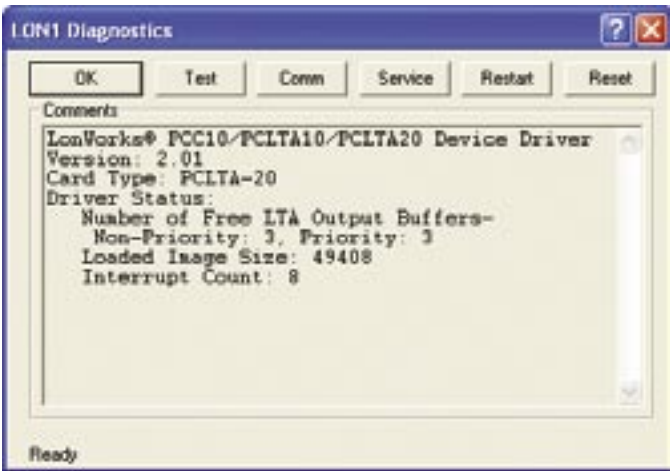 LON1 Diagnostics
OK Test Comm Service Restart Reset
Comments
LonWorks® PCC10/PCLTA10/PCLTA20 Device Driver
Version: 2.01
Card Type: PCLTA-20
Driver Status:
Number of Free LTA Output Buffers-
Non-Priority: 3, Priority: 3
Loaded Image Size: 49408
Interrupt Count: 8
Ready